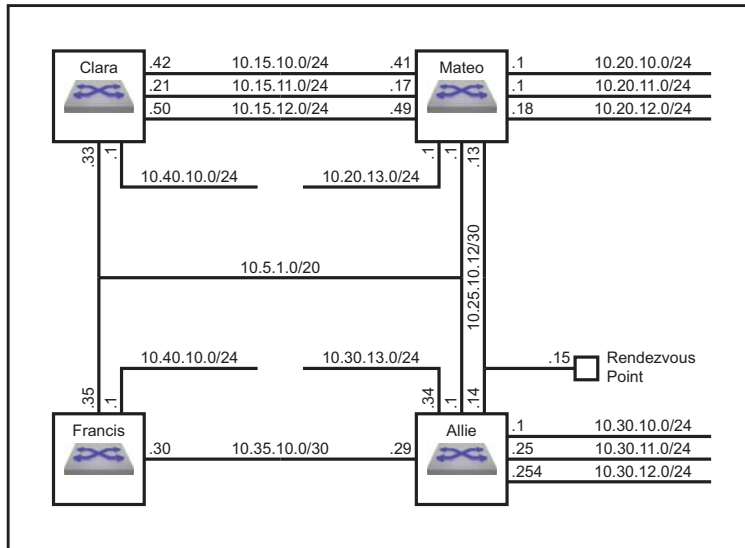 Clara
.42 10.15.10.0/24 .41
.21 10.15.11.0/24 .17
.50 10.15.12.0/24 .49
Mateo
.1 10.20.10.0/24
.1 10.20.11.0/24
.18 10.20.12.0/24
.33
.1
.1
.1
.13
10.40.10.0/24
10.20.13.0/24
10.5.1.0/20
10.25.10.12/30
10.40.10.0/24
10.30.13.0/24
.15
Rendezvous
Point
.35
.1
.34
.1
.14
Francis
.30 10.35.10.0/30 .29
Allie
.1 10.30.10.0/24
.25 10.30.11.0/24
.254 10.30.12.0/24